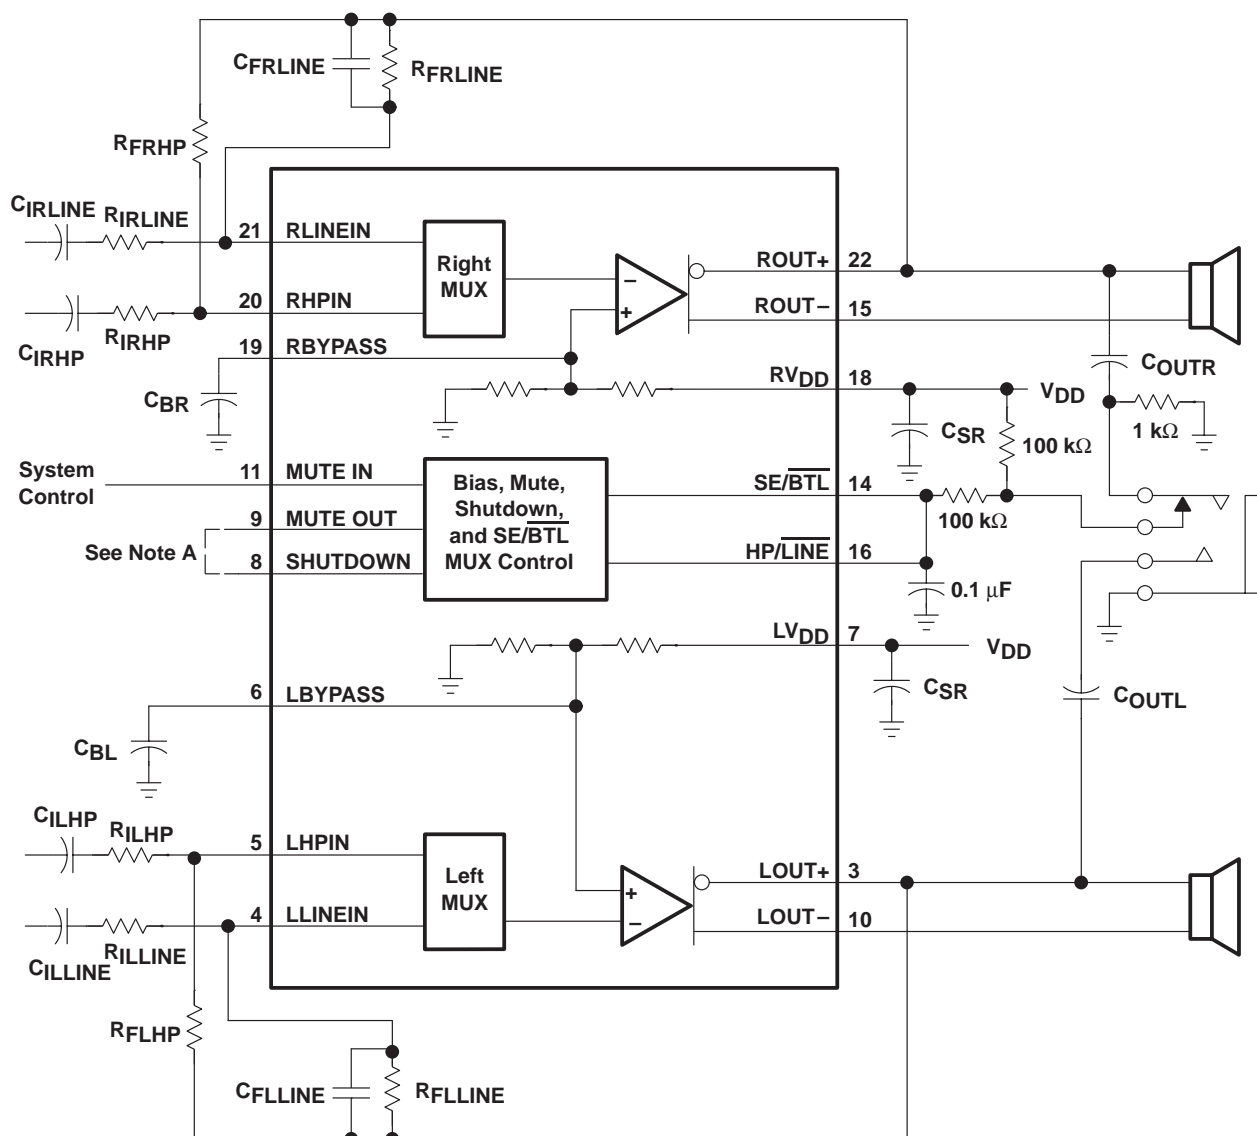 CFRLINE
RFRLINE
RFRHP
CIRLINE
RIRLINE
21
RLINEIN
Right
MUX
ROUT+
22
20
RHPIN
−
+
ROUT−
15
RIRHP
CIRHP
19
RBYPASS
COUTR
RVDD
18
VDD
CBR
CSR
100 kΩ
1 kΩ
System
Control
11
MUTE IN
Bias, Mute,
Shutdown,
and SE/BTL
MUX Control
SE/BTL
14
9
MUTE OUT
100 kΩ
See Note A
HP/LINE
16
8
SHUTDOWN
0.1 μF
LVDD
7
VDD
6
LBYPASS
CSR
COUTL
CBL
CILHP
RILHP
5
LHPIN
Left
MUX
LOUT+
3
+
−
4
LLINEIN
LOUT−
10
RILLINE
CILLINE
RFLHP
CFLLINE
RFLLINE